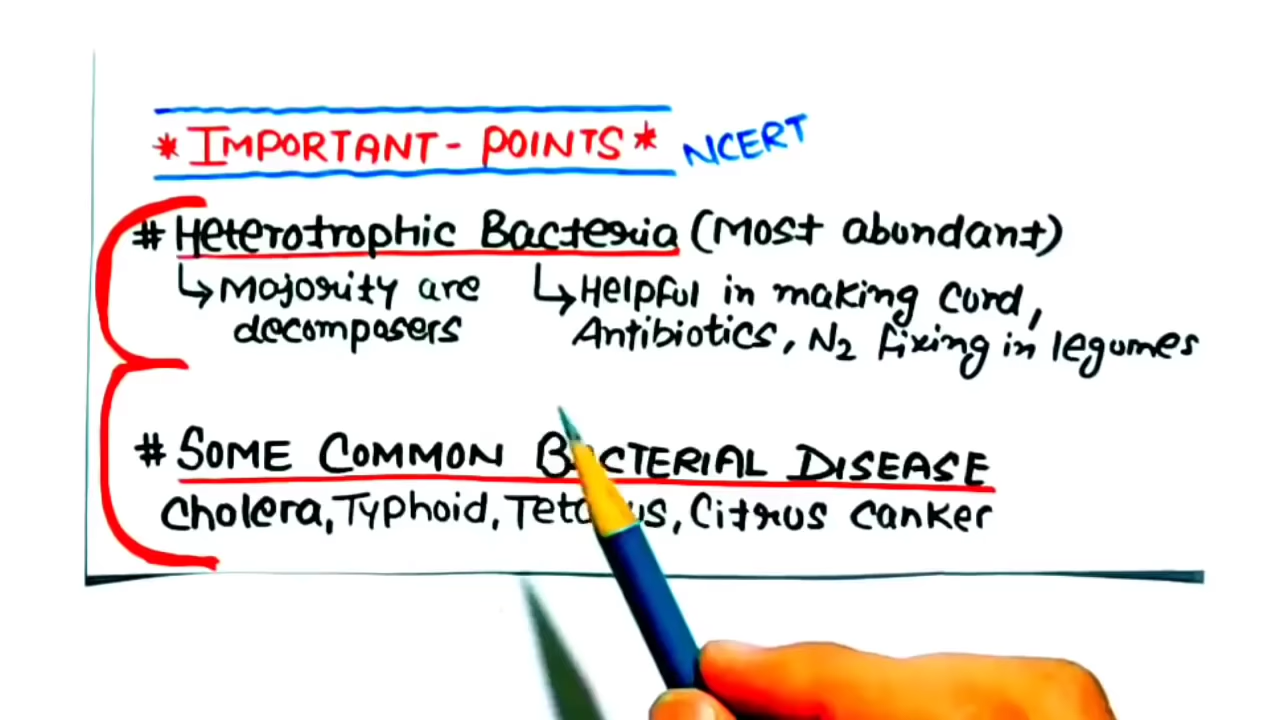 * IMPORTANT - POINTS * NCERT
# Heterotrophic Bacteria (Most abundant)
↳ Majority are decomposers
↳ Helpful in making Curd, Antibiotics, N2 fixing in legumes
# SOME COMMON BACTERIAL DISEASE
Cholera, Typhoid, Tetanus, Citrus Canker